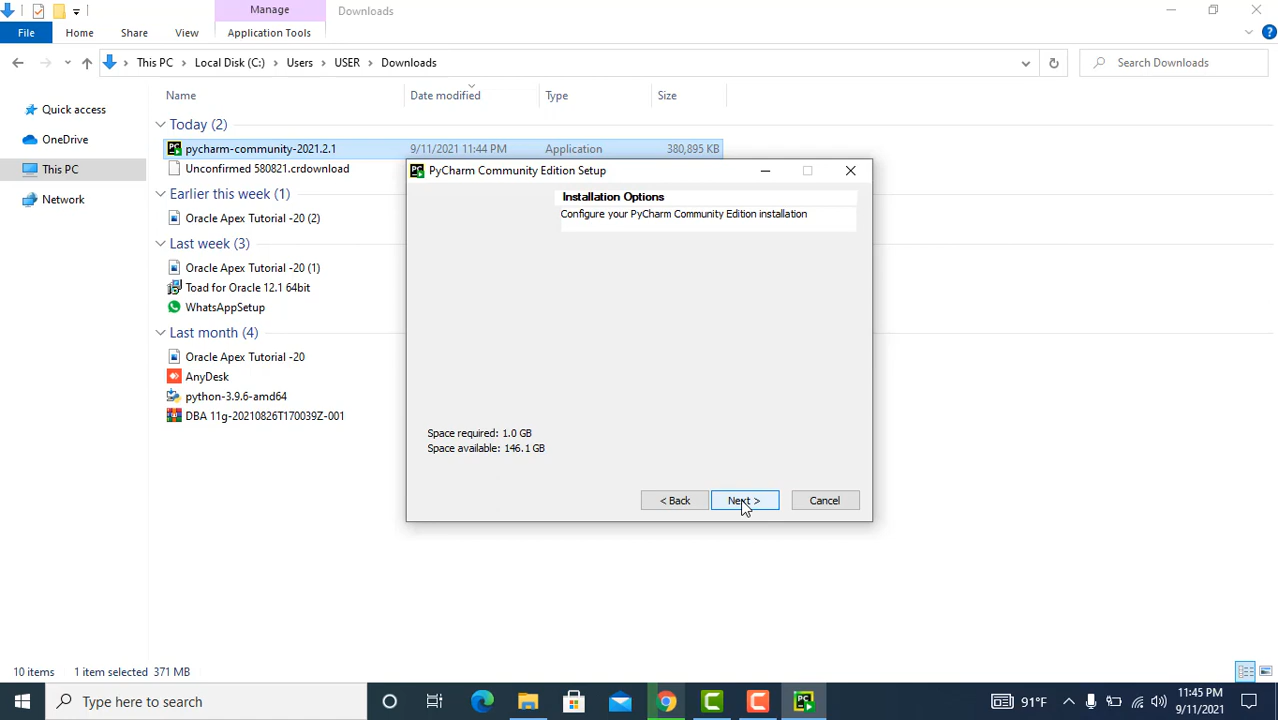 Manage
Downloads
File
Home
Share
View
Application Tools
This PC
Local Disk (C:)
Users
USER
Downloads
Search Downloads
Name
Date modified
Type
Size
Quick access
OneDrive
This PC
Network
Today (2)
pycharm-community-2021.2.1
9/11/2021 11:44 PM
Application
380,895 KB
Unconfirmed 580821.crdownload
Earlier this week (1)
Oracle Apex Tutorial -20 (2)
Last week (3)
Oracle Apex Tutorial -20 (1)
Toad for Oracle 12.1 64bit
WhatsAppSetup
Last month (4)
Oracle Apex Tutorial -20
AnyDesk
python-3.9.6-amd64
DBA 11g-20210826T170039Z-001
PyCharm Community Edition Setup
Installation Options
Configure your PyCharm Community Edition installation
Space required: 1.0 GB
Space available: 146.1 GB
< Back
Next >
Cancel
10 items
1 item selected 371 MB
Type here to search
91°F
11:45 PM
9/11/2021